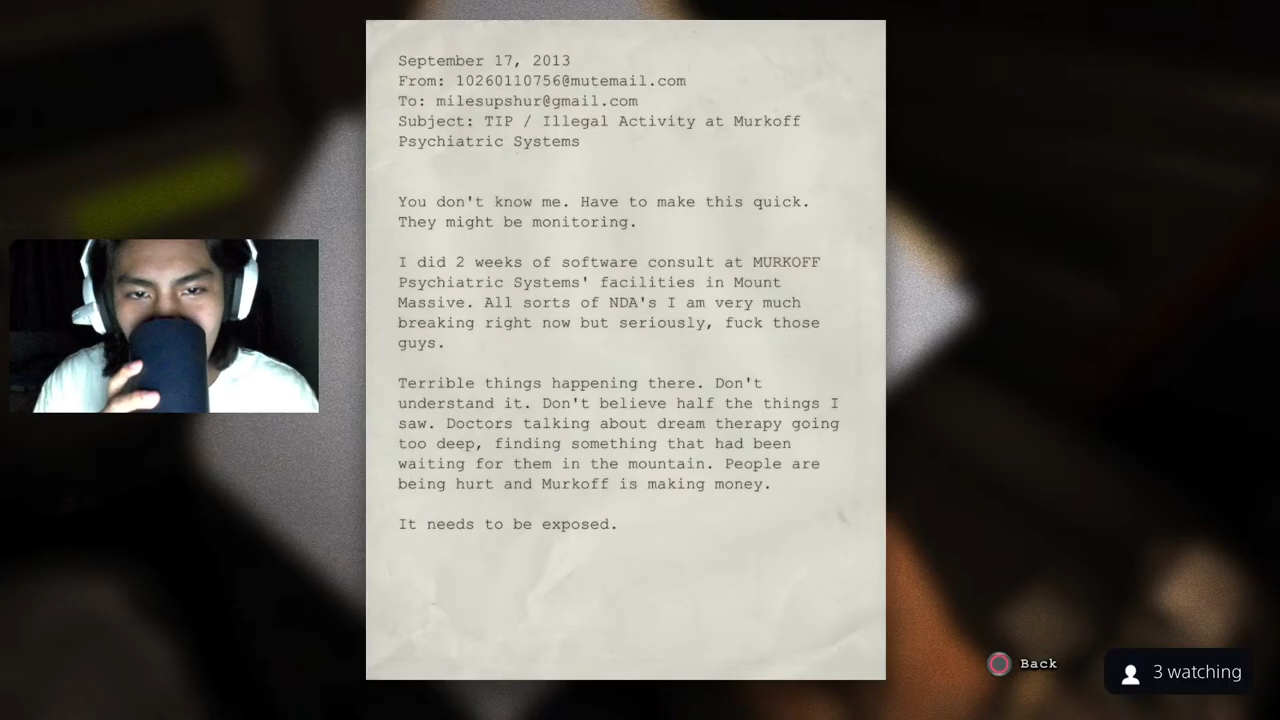 September 17, 2013
From: 10260110756@mutemail.com
To: milesupshur@gmail.com
Subject: TIP / Illegal Activity at Murkoff
Psychiatric Systems
You don't know me. Have to make this quick.
They might be monitoring.
I did 2 weeks of software consult at MURKOFF
Psychiatric Systems' facilities in Mount
Massive. All sorts of NDA's I am very much
breaking right now but seriously, fuck those
guys.
Terrible things happening there. Don't
understand it. Don't believe half the things I
saw. Doctors talking about dream therapy going
too deep, finding something that had been
waiting for them in the mountain. People are
being hurt and Murkoff is making money.
It needs to be exposed.
Back
3 watching